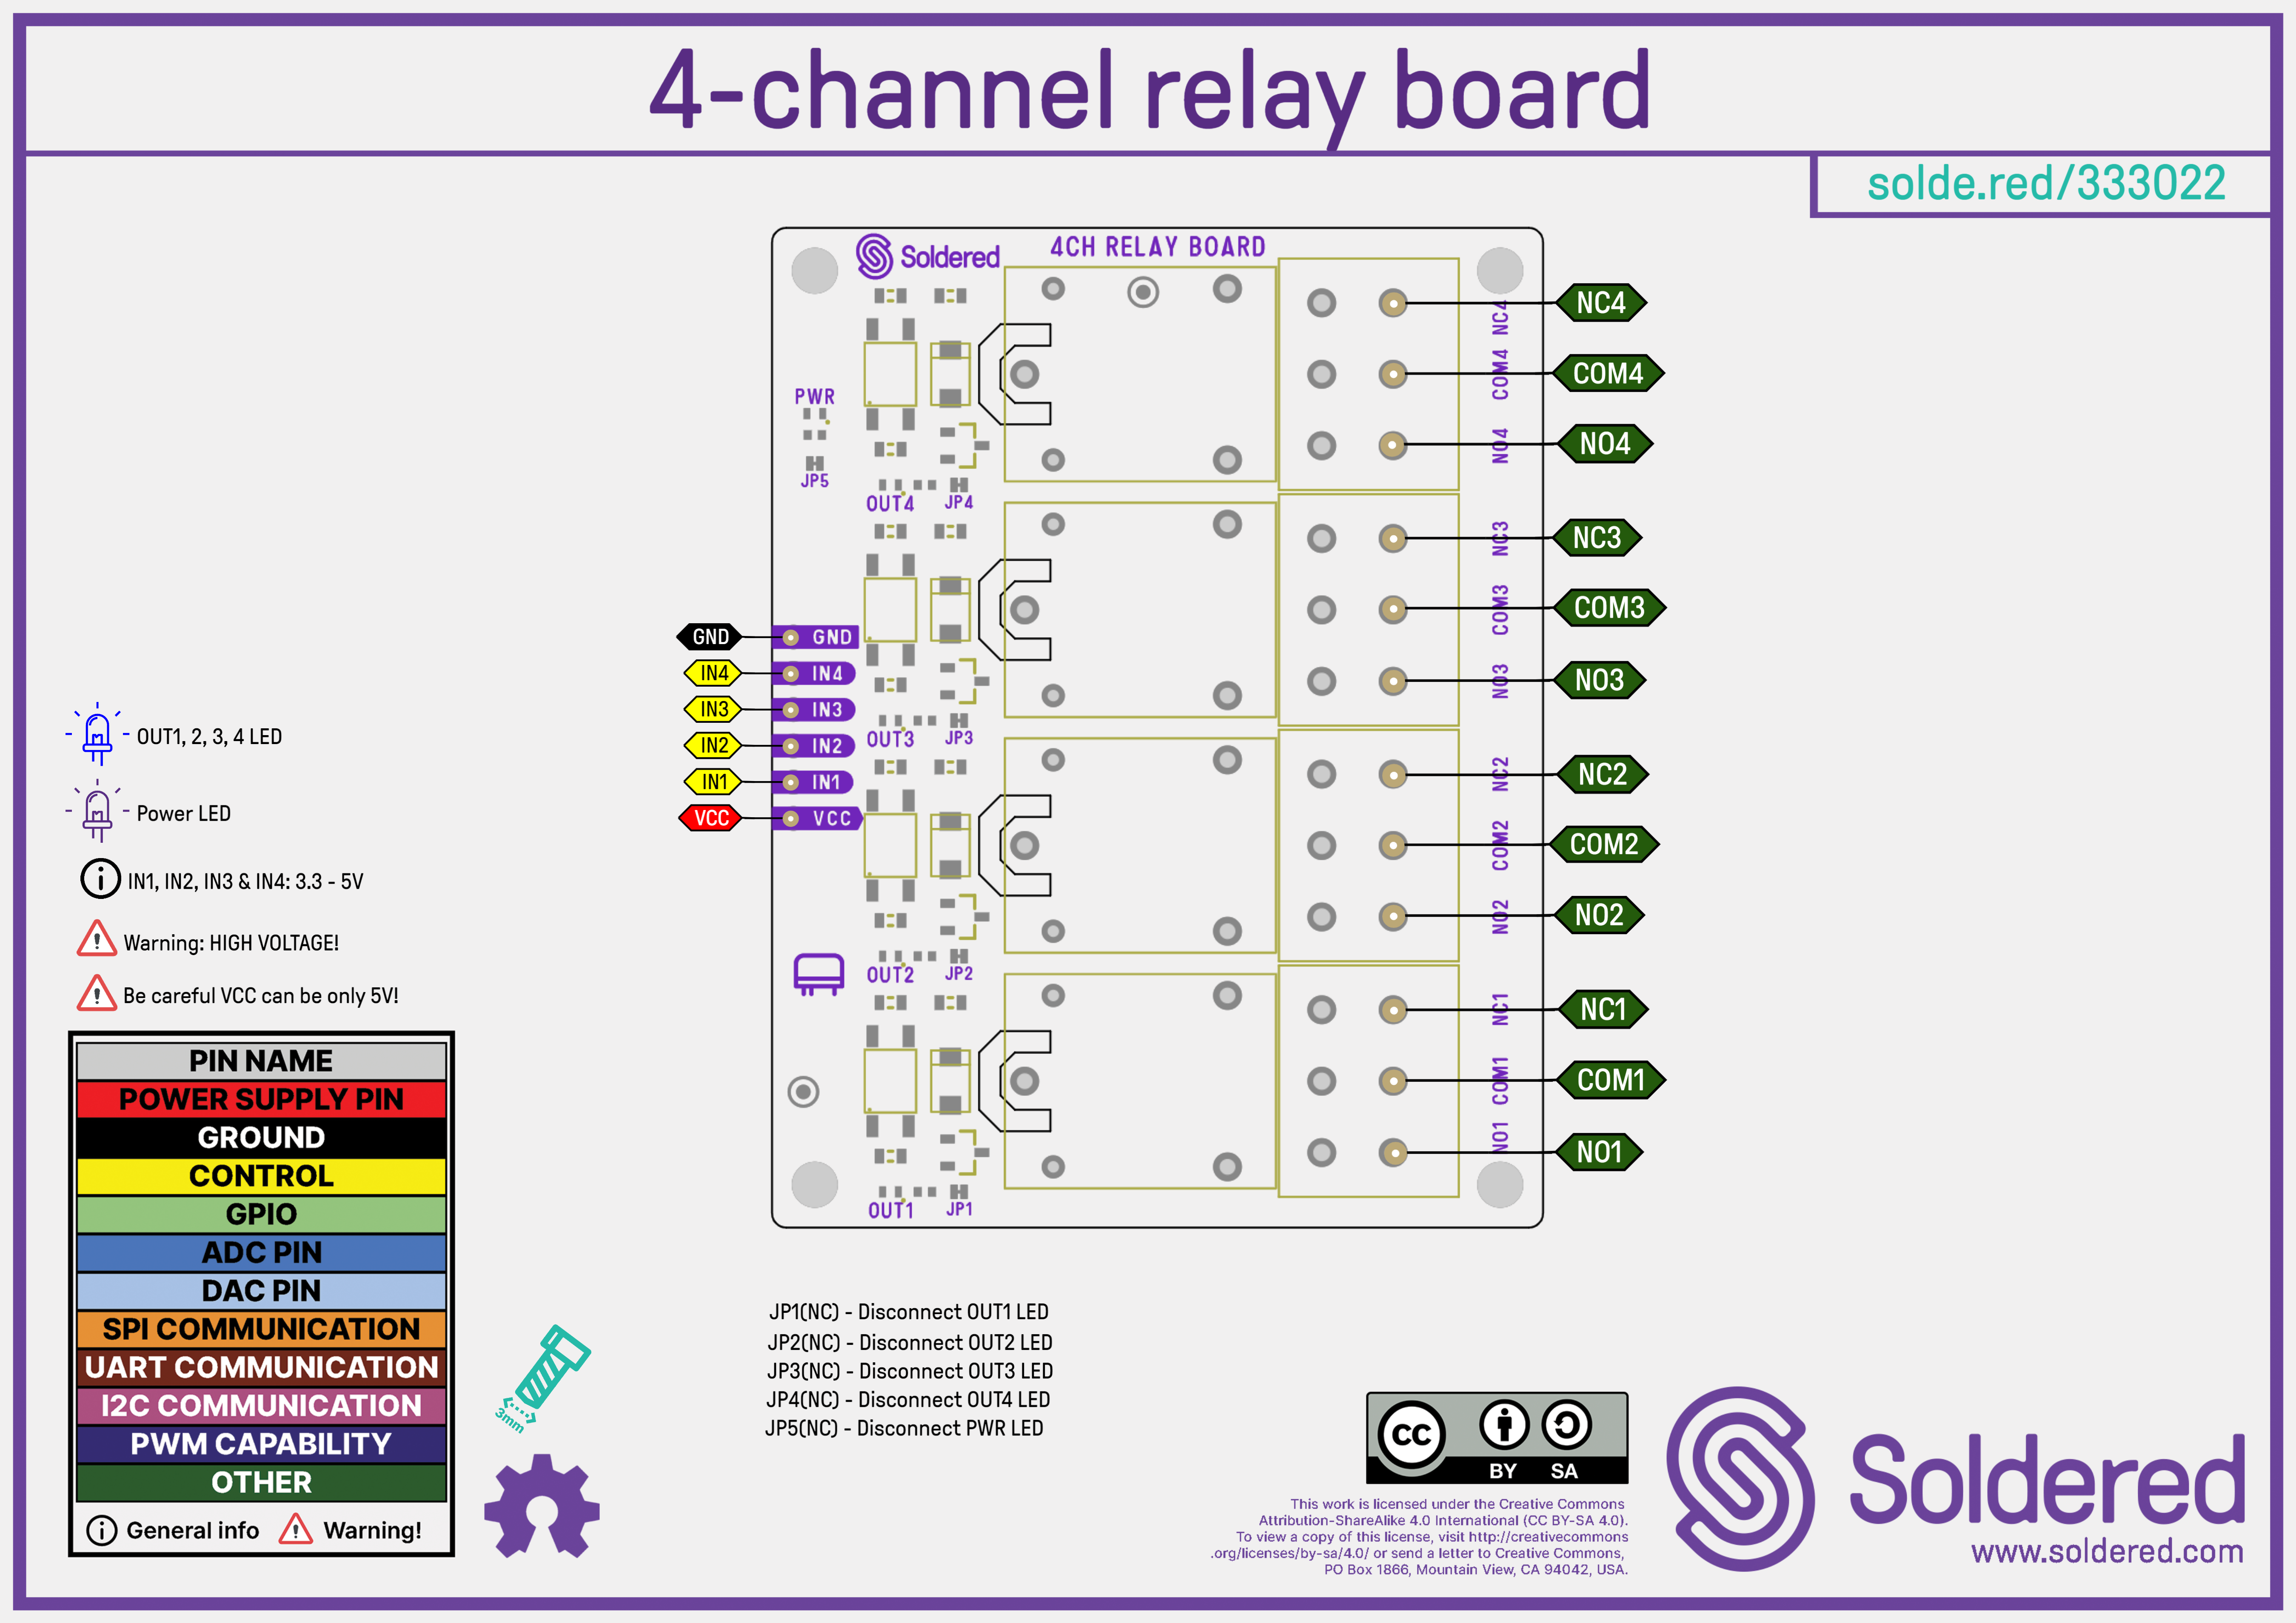 4-channel relay board
solde.red/333022
Soldered
4CH RELAY BOARD
NC4
NC4
COM4
COM4
PWR
NO4
NO4
JP5
OUT4
JP4
NC3
NC3
COM3
COM3
GND
GND
IN4
IN4
NO3
NO3
IN3
IN3
OUT3
JP3
IN2
IN2
NC2
NC2
IN1
IN1
VCC
VCC
COM2
COM2
NO2
NO2
OUT2
JP2
NC1
NC1
COM1
COM1
NO1
NO1
OUT1
JP1
OUT1, 2, 3, 4 LED
Power LED
IN1, IN2, IN3 & IN4: 3.3 - 5V
Warning: HIGH VOLTAGE!
Be careful VCC can be only 5V!
PIN NAME
POWER SUPPLY PIN
GROUND
CONTROL
GPIO
ADC PIN
DAC PIN
SPI COMMUNICATION
UART COMMUNICATION
I2C COMMUNICATION
PWM CAPABILITY
OTHER
General info
Warning!
3mm
JP1(NC) - Disconnect OUT1 LED
JP2(NC) - Disconnect OUT2 LED
JP3(NC) - Disconnect OUT3 LED
JP4(NC) - Disconnect OUT4 LED
JP5(NC) - Disconnect PWR LED
CC
BY SA
This work is licensed under the Creative Commons
Attribution-ShareAlike 4.0 International (CC BY-SA 4.0).
To view a copy of this license, visit http://creativecommons
.org/licenses/by-sa/4.0/ or send a letter to Creative Commons,
PO Box 1866, Mountain View, CA 94042, USA.
Soldered
www.soldered.com